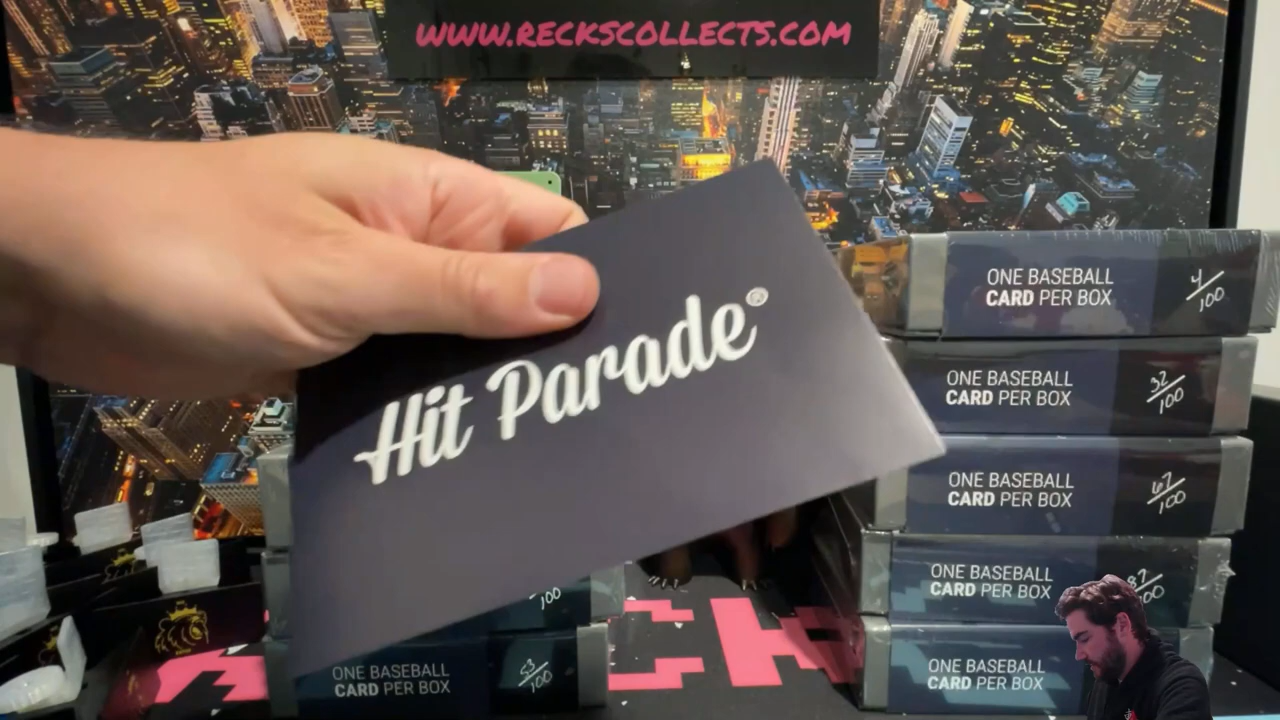 WWW.RECKSCOLLECTS.COM
Hit Parade®
ONE BASEBALL
CARD PER BOX
4/100
ONE BASEBALL
CARD PER BOX
32/100
ONE BASEBALL
CARD PER BOX
67/100
ONE BASEBALL
CARD PER BOX
ONE BASEBALL
CARD PER BOX
100
ONE BASEBALL
CARD PER BOX
53/100